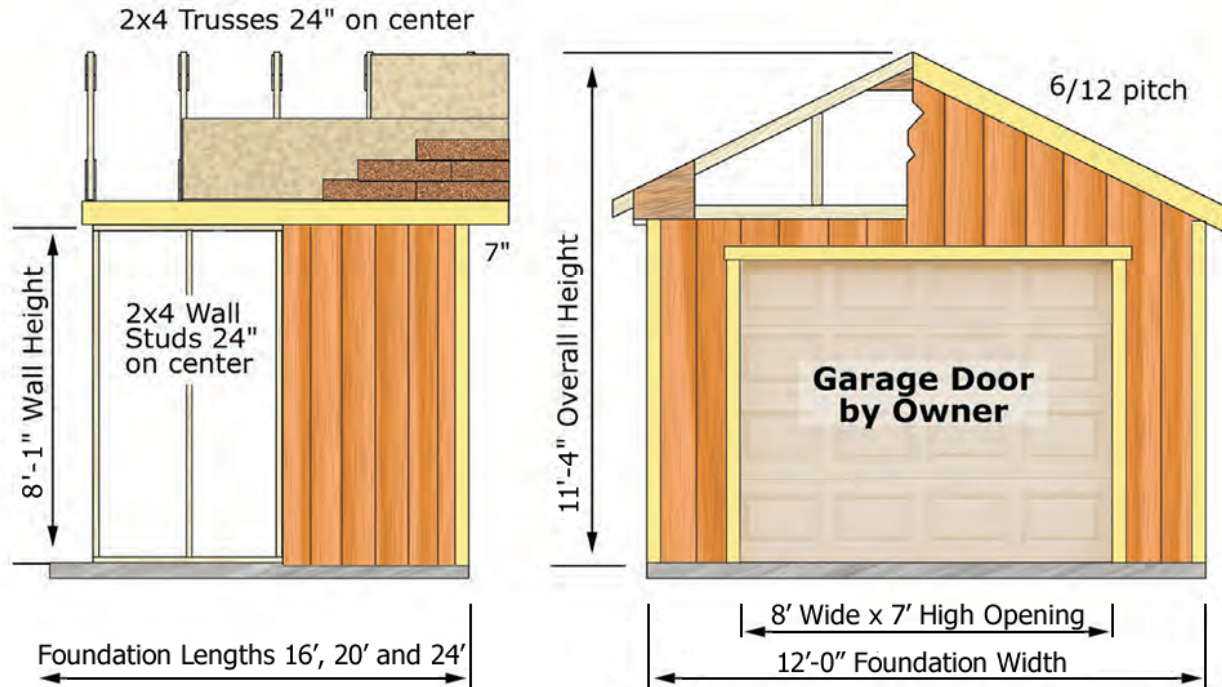 2x4 Trusses 24" on center
7"
8'-1" Wall Height
2x4 Wall
Studs 24"
on center
Foundation Lengths 16’, 20’ and 24’
6/12 pitch
11'-4" Overall Height
Garage Door
by Owner
8’ Wide x 7’ High Opening
12’-0” Foundation Width